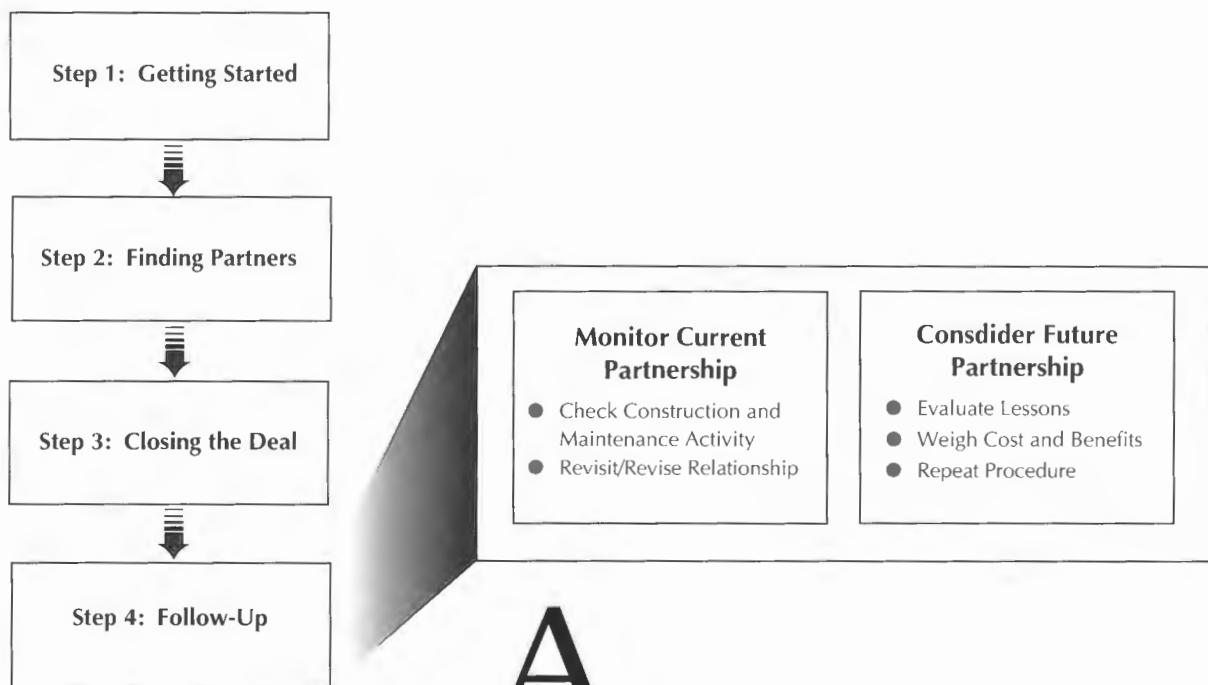 Step 1: Getting Started
Step 2: Finding Partners
Step 3: Closing the Deal
Step 4: Follow-Up
Monitor Current
Partnership
● Check Construction and
Maintenance Activity
● Revisit/Revise Relationship
Consdider Future
Partnership
● Evaluate Lessons
● Weigh Cost and Benefits
● Repeat Procedure
A